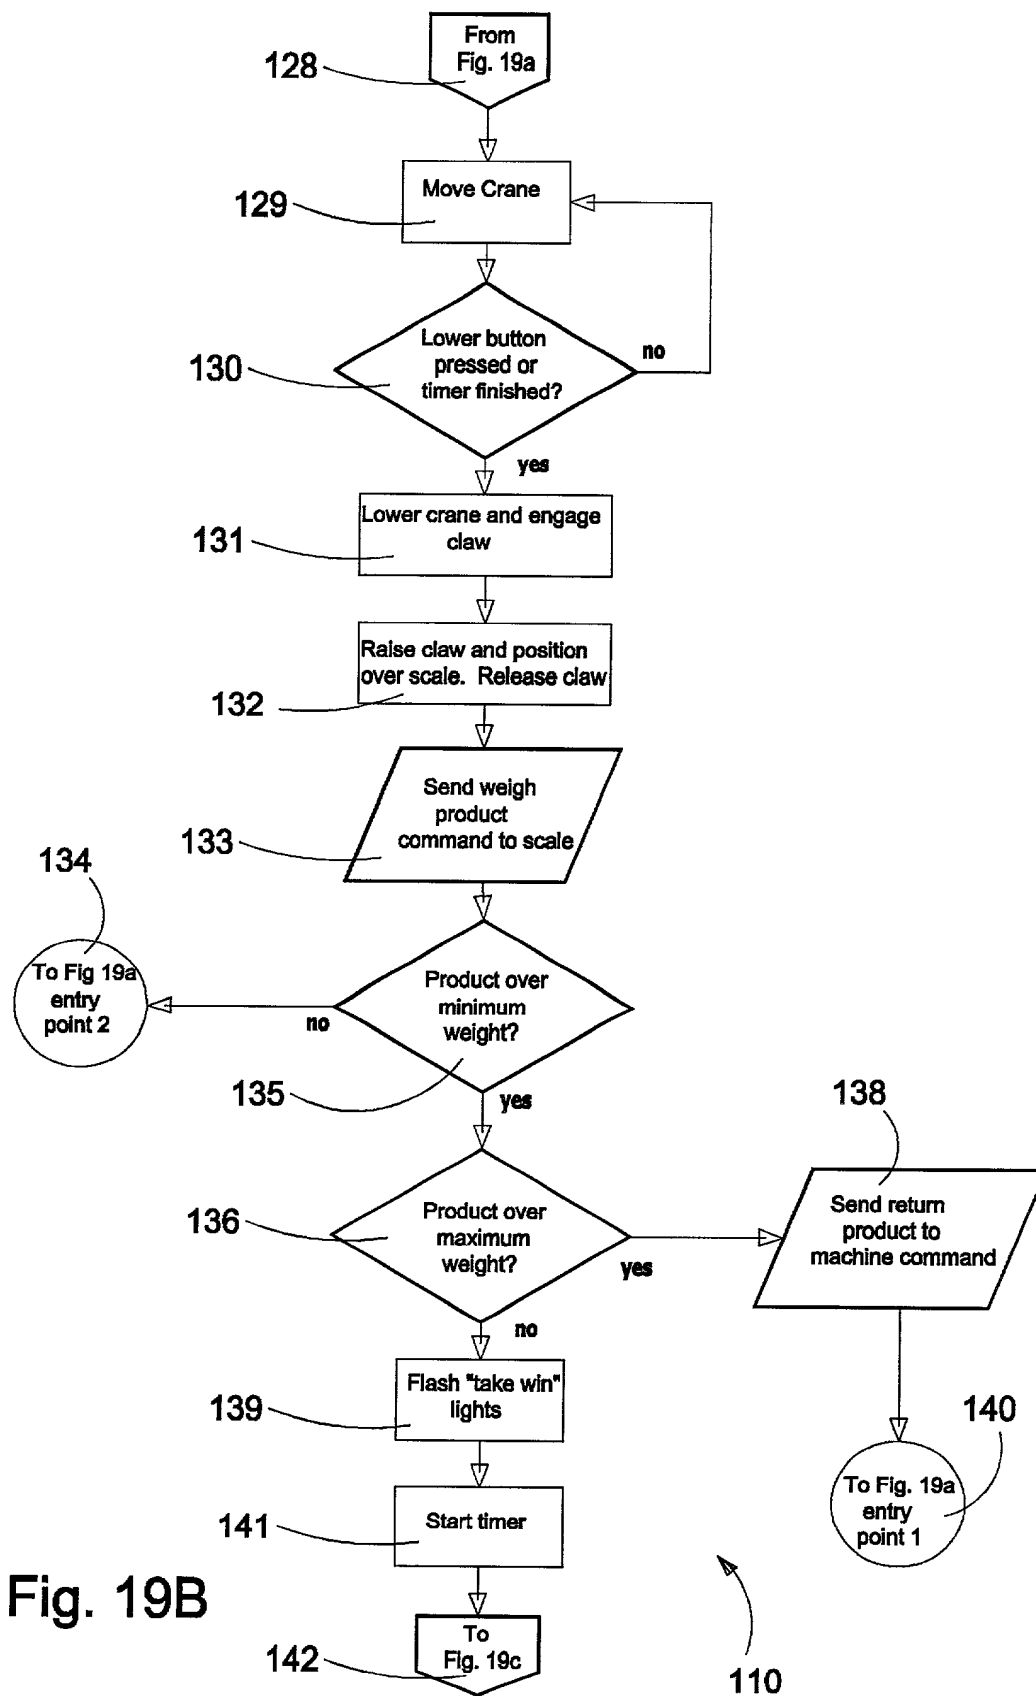 From
Fig. 19a
128
Move Crane
129
Lower button
pressed or
timer finished?
no
130
yes
Lower crane and engage
claw
131
Raise claw and position
over scale. Release claw
132
Send weigh
product
command to scale
133
134
To Fig 19a
entry
point 2
no
Product over
minimum
weight?
135
yes
138
Send return
product to
machine command
136
Product over
maximum
weight?
yes
no
Flash "take win"
lights
139
140
To Fig. 19a
entry
point 1
Start timer
141
Fig. 19B
To
Fig. 19c
142
110